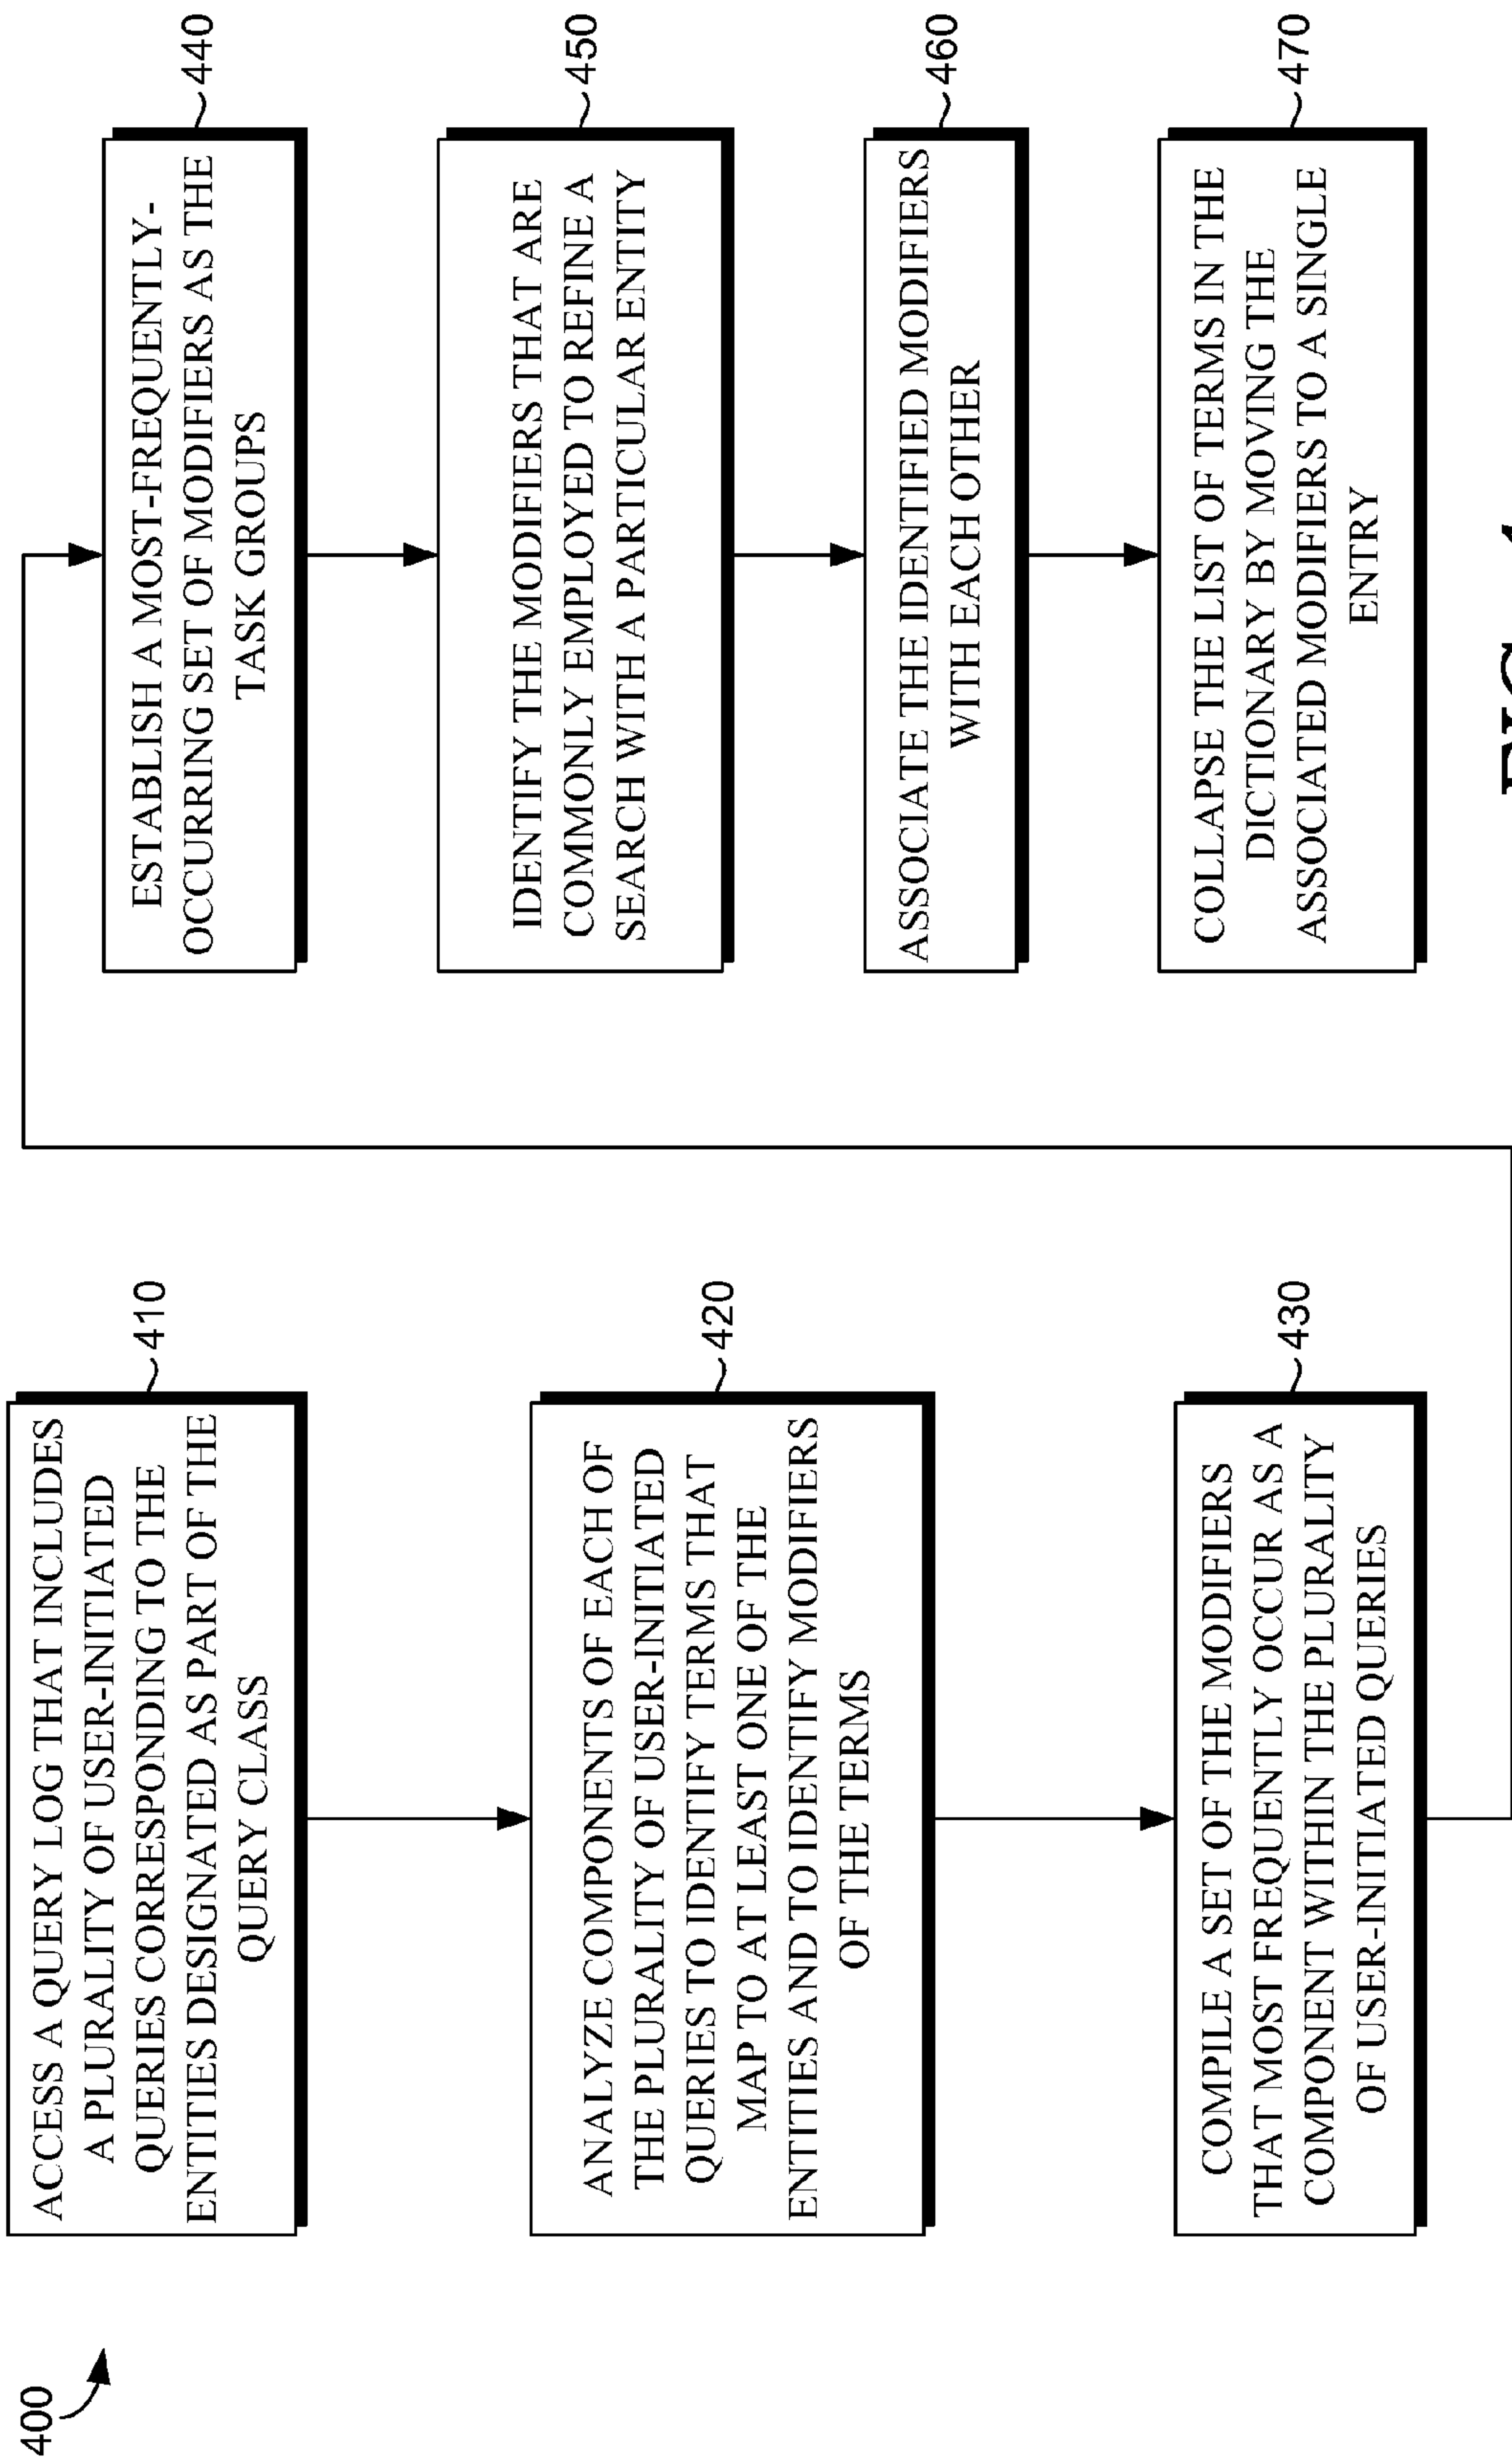 400
ACCESS A QUERY LOG THAT INCLUDES
A PLURALITY OF USER-INITIATED
QUERIES CORRESPONDING TO THE
ENTITIES DESIGNATED AS PART OF THE
QUERY CLASS
410
ANALYZE COMPONENTS OF EACH OF
THE PLURALITY OF USER-INITIATED
QUERIES TO IDENTIFY TERMS THAT
MAP TO AT LEAST ONE OF THE
ENTITIES AND TO IDENTIFY MODIFIERS
OF THE TERMS
420
COMPILE A SET OF THE MODIFIERS
THAT MOST FREQUENTLY OCCUR AS A
COMPONENT WITHIN THE PLURALITY
OF USER-INITIATED QUERIES
430
ESTABLISH A MOST-FREQUENTLY-
OCCURRING SET OF MODIFIERS AS THE
TASK GROUPS
440
IDENTIFY THE MODIFIERS THAT ARE
COMMONLY EMPLOYED TO REFINE A
SEARCH WITH A PARTICULAR ENTITY
450
ASSOCIATE THE IDENTIFIED MODIFIERS
WITH EACH OTHER
460
COLLAPSE THE LIST OF TERMS IN THE
DICTIONARY BY MOVING THE
ASSOCIATED MODIFIERS TO A SINGLE
ENTRY
470